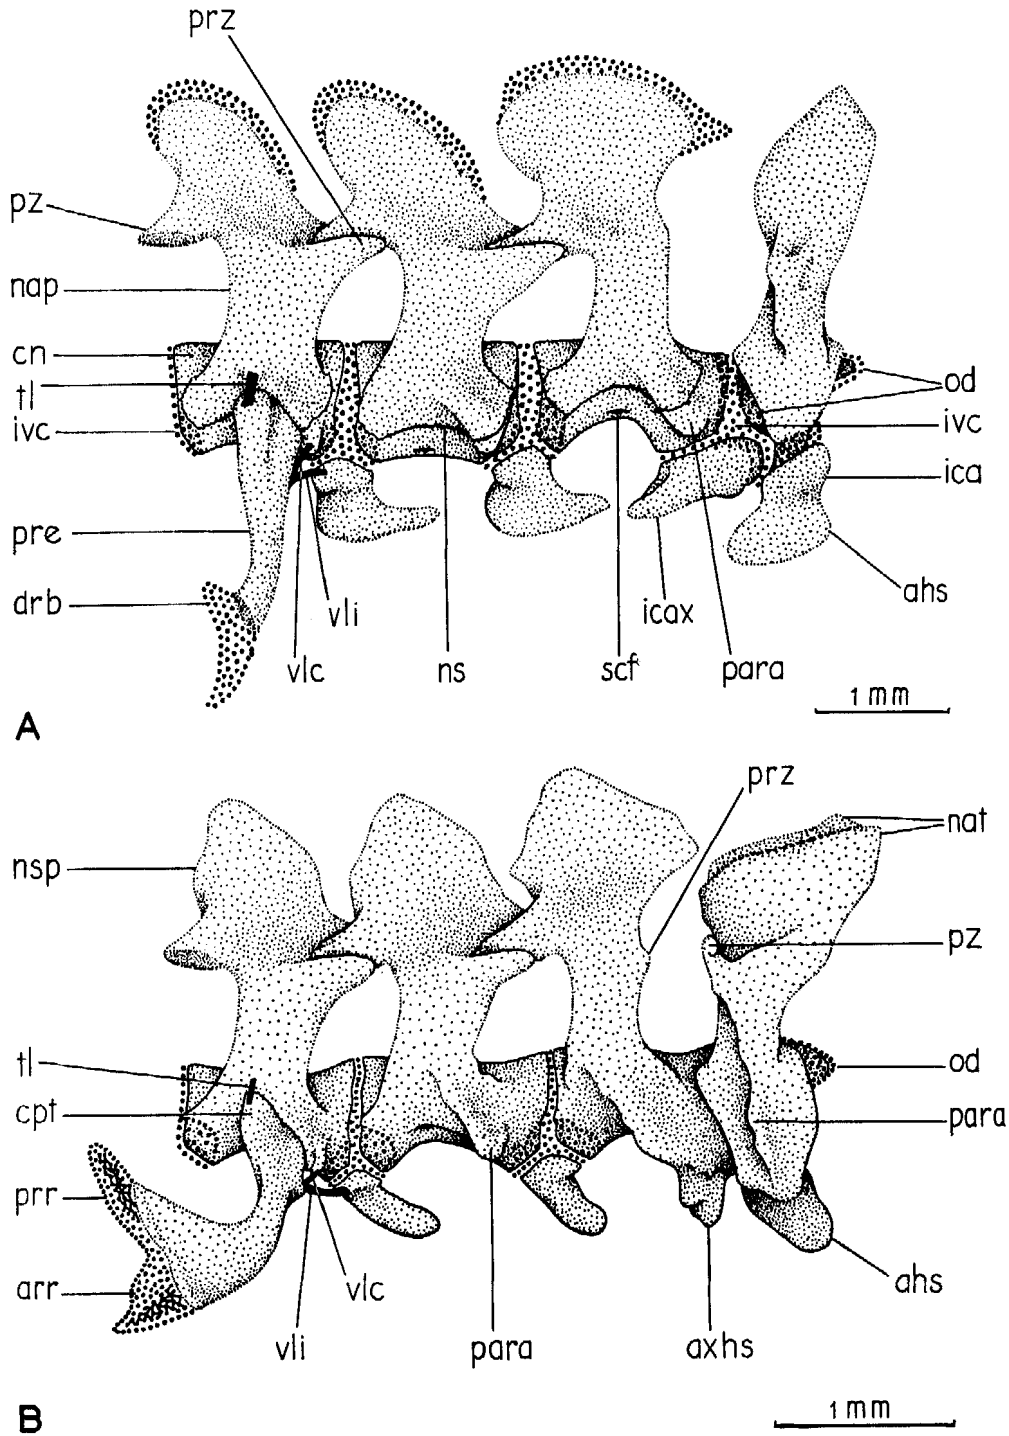 prz
pz
nap
cn
tl
ivc
pre
drb
od
ivc
ica
ahs
vli
icax
vlc
ns
scf
para
1 mm
A
prz
nat
nsp
pz
tl
od
cpt
para
prr
arr
vlc
ahs
vli
para
axhs
1 mm
B